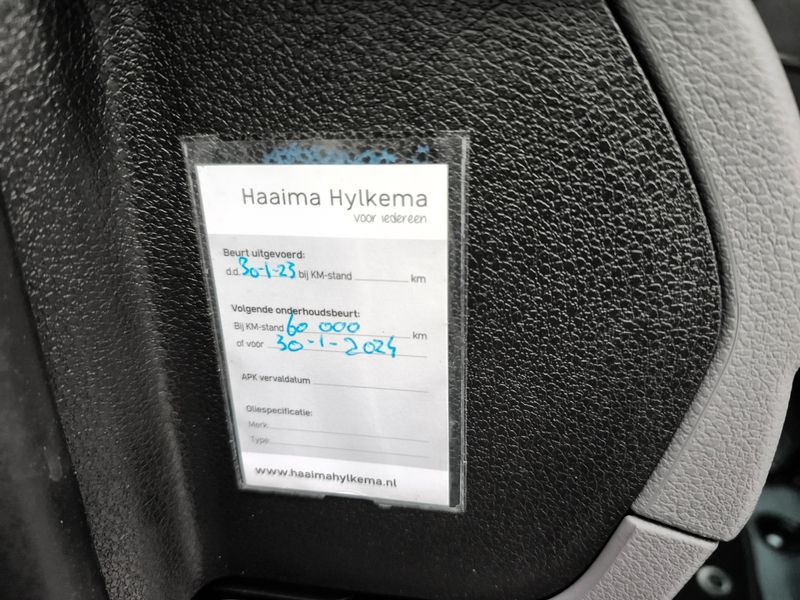 Haaima Hylkema
voor iedereen
Beurt uitgevoerd:
d.d. 30-1-23 bij KM-stand km
Volgende onderhoudsbeurt:
Bij KM-stand 60 000 km
of vóór 30-1-2024
APK vervaldatum
Oliespecificatie:
Merk
Type
www.haaimahylkema.nl